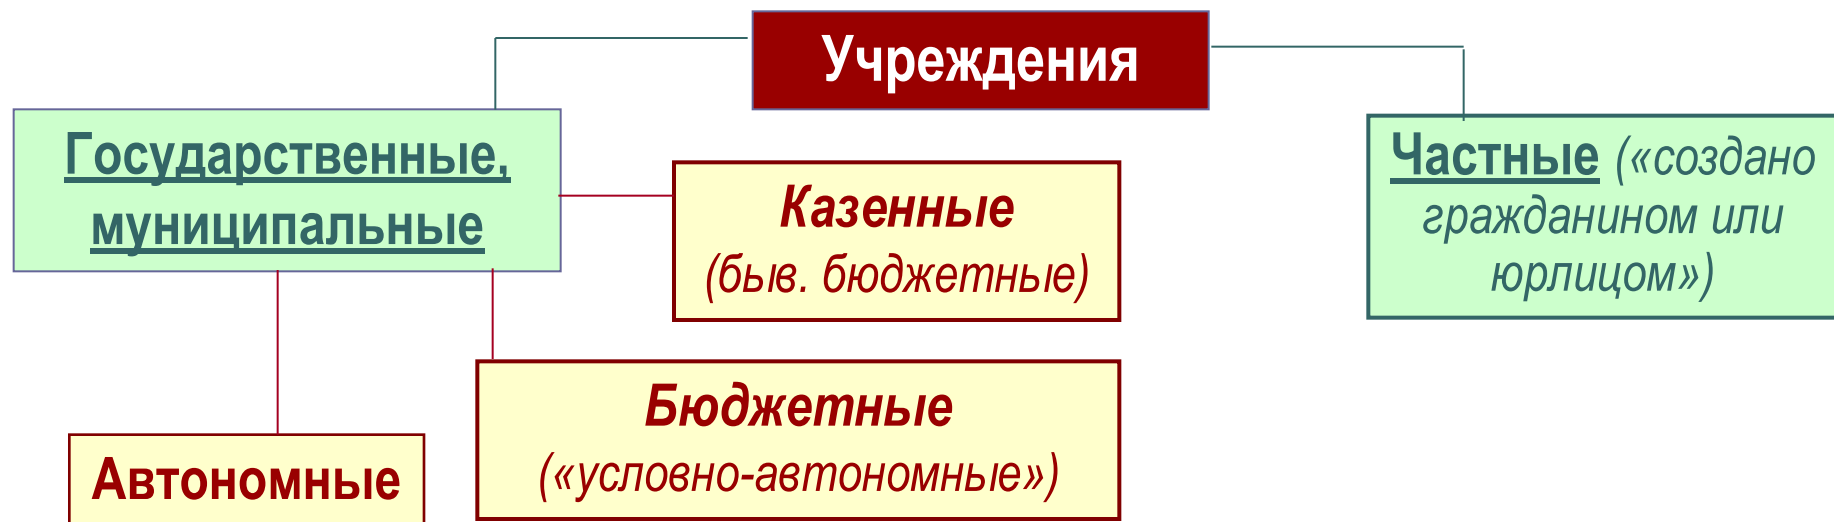 Учреждения
Государственные,
муниципальные
Казенные
(быв. бюджетные)
Частные («создано
гражданином или
юрлицом»)
Бюджетные
(«условно-автономные»)
Автономные